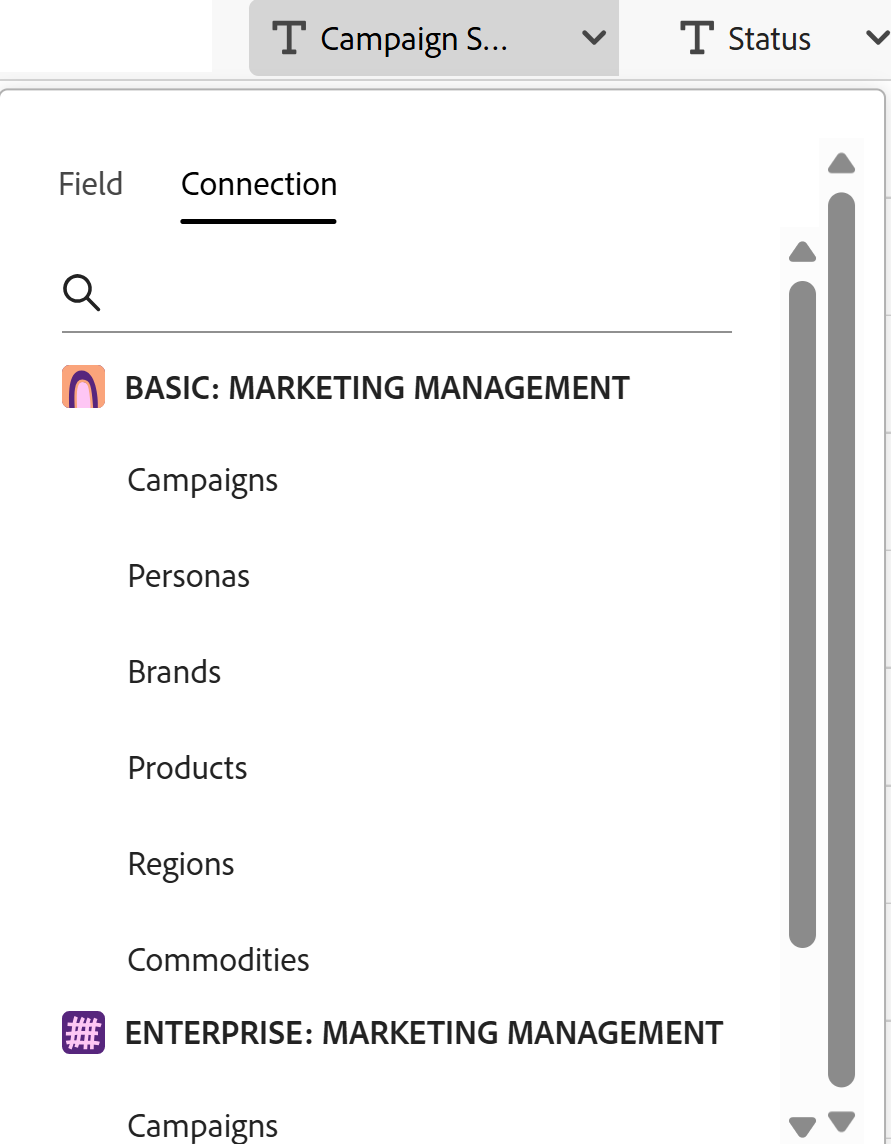 Campaign S... Status
Field Connection
BASIC: MARKETING MANAGEMENT
Campaigns
Personas
Brands
Products
Regions
Commodities
ENTERPRISE: MARKETING MANAGEMENT
Campaigns